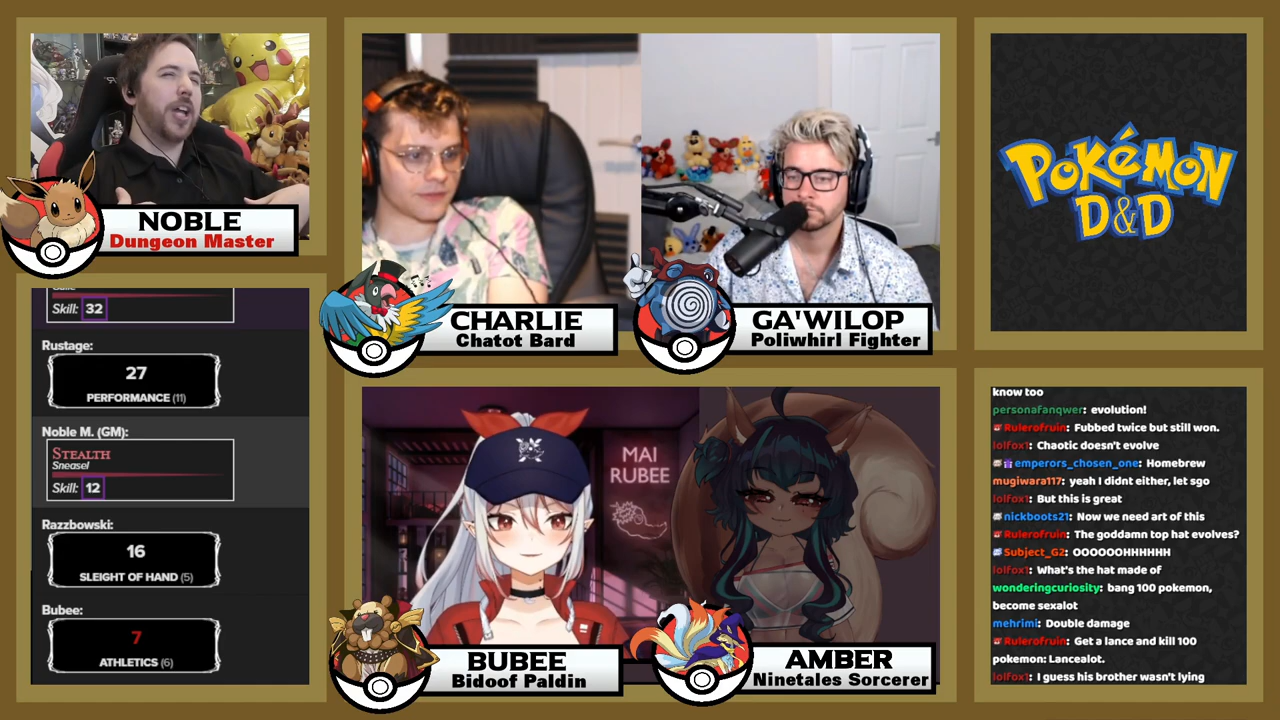 NOBLE
Dungeon Master
Skill: 32
Rustage:
27
PERFORMANCE (11)
Noble M. (GM):
STEALTH
Sneasel
Skill: 12
Razzbowski:
16
SLEIGHT OF HAND (5)
Bubee:
7
ATHLETICS (6)
CHARLIE
Chatot Bard
GA'WILOP
Poliwhirl Fighter
MAI
RUBEE
BUBEE
Bidoof Paldin
AMBER
Ninetales Sorcerer
POKéMON
D&D
know too
personafanqwer: evolution!
Rulerofruin: Fubbed twice but still won.
lolfox1: Chaotic doesn't evolve
emperors_chosen_one: Homebrew
mugiwara117: yeah I didnt either, let sgo
lolfox1: But this is great
nickboots21: Now we need art of this
Rulerofruin: The goddamn top hat evolves?
Subject_G2: OOOOOOHHHHHH
lolfox1: What's the hat made of
wonderingcuriosity: bang 100 pokemon,
become sexalot
mehrimi: Double damage
Rulerofruin: Get a lance and kill 100
pokemon: Lancealot.
lolfox1: I guess his brother wasn't lying